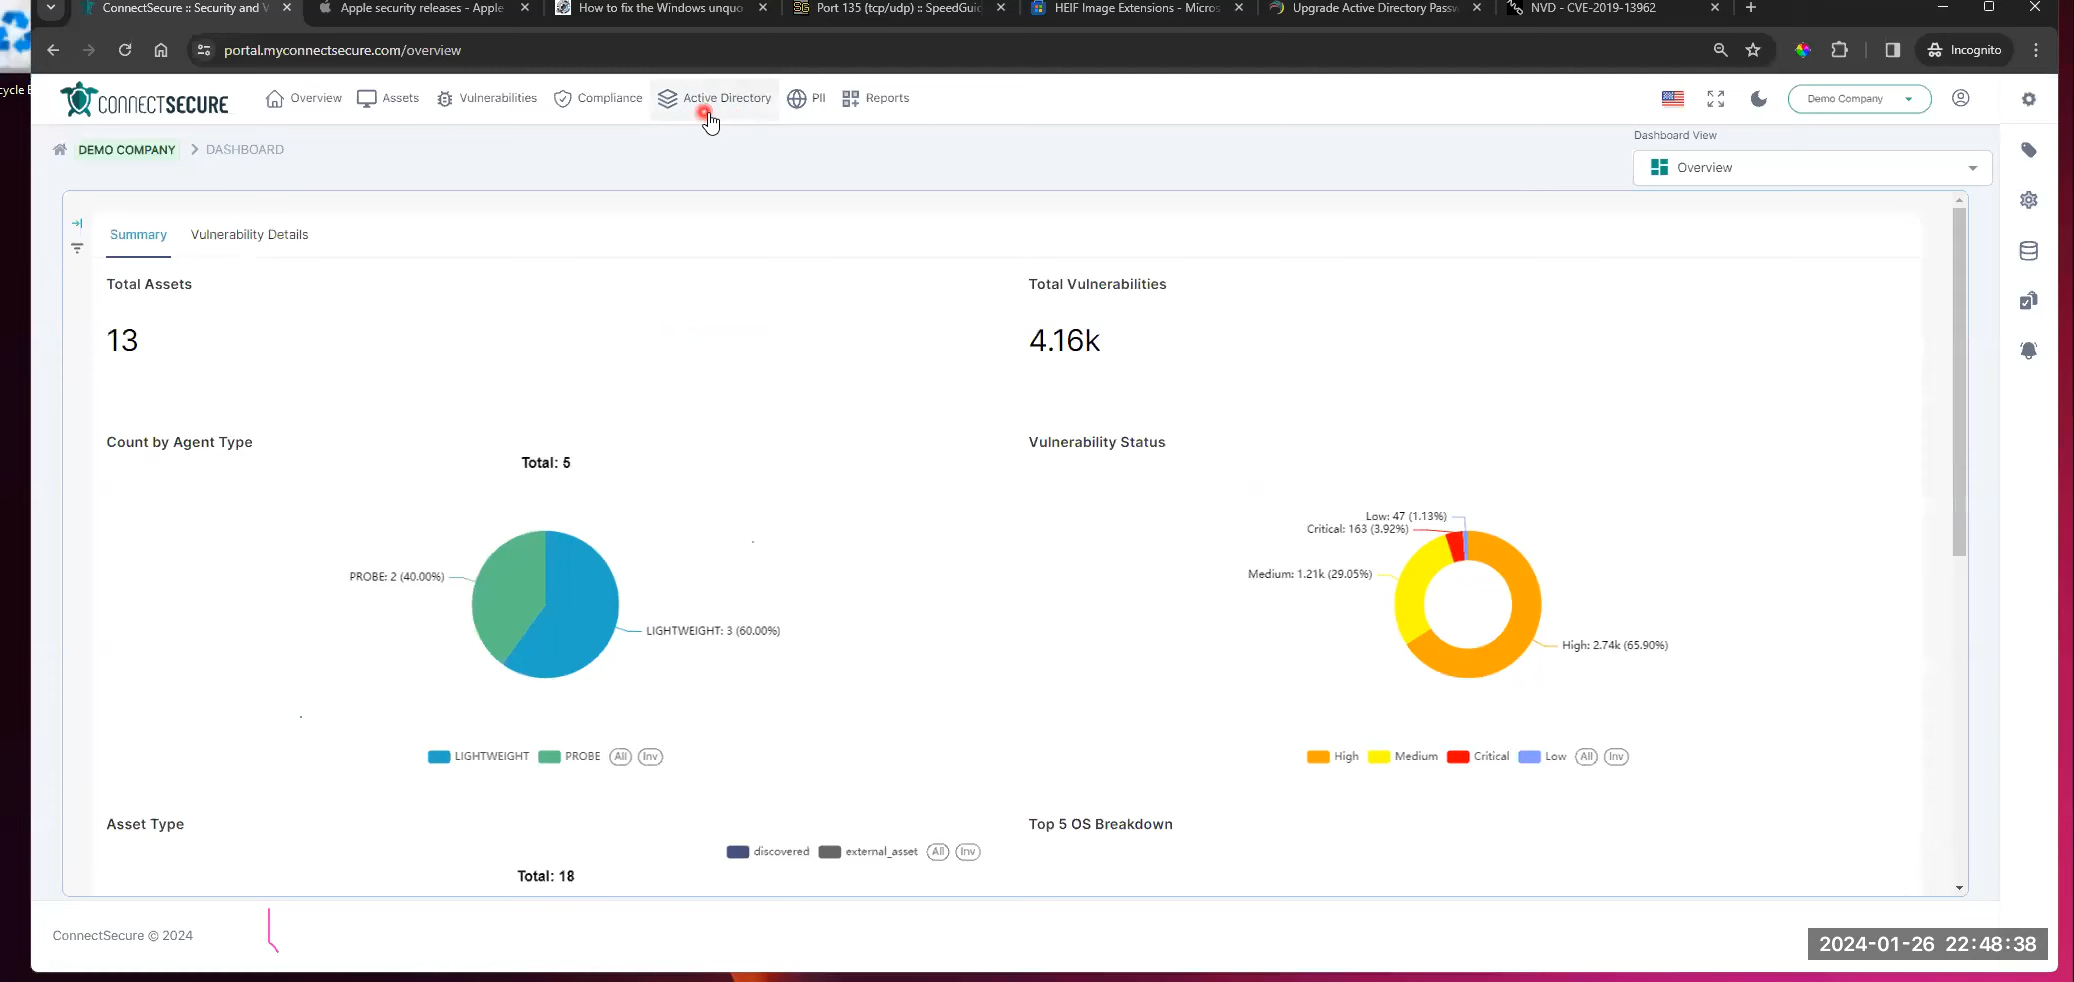 ConnectSecure :: Security and V
Apple security releases - Apple
How to fix the Windows unquo
Port 135 (tcp/udp) :: SpeedGuid
HEIF Image Extensions - Micros
Upgrade Active Directory Passw
NVD - CVE-2019-13962
portal.myconnectsecure.com/overview
Incognito
cycle
CONNECTSECURE
Overview
Assets
Vulnerabilities
Compliance
Active Directory
PII
Reports
Demo Company
DEMO COMPANY
DASHBOARD
Dashboard View
Overview
Summary
Vulnerability Details
Total Assets
13
Total Vulnerabilities
4.16k
Count by Agent Type
Total: 5
PROBE: 2 (40.00%)
LIGHTWEIGHT: 3 (60.00%)
LIGHTWEIGHT
PROBE
All
Inv
Vulnerability Status
Low: 47 (1.13%)
Critical: 163 (3.92%)
Medium: 1.21k (29.05%)
High: 2.74k (65.90%)
High
Medium
Critical
Low
All
Inv
Asset Type
discovered
external_asset
All
Inv
Total: 18
Top 5 OS Breakdown
ConnectSecure © 2024
2024-01-26 22:48:38